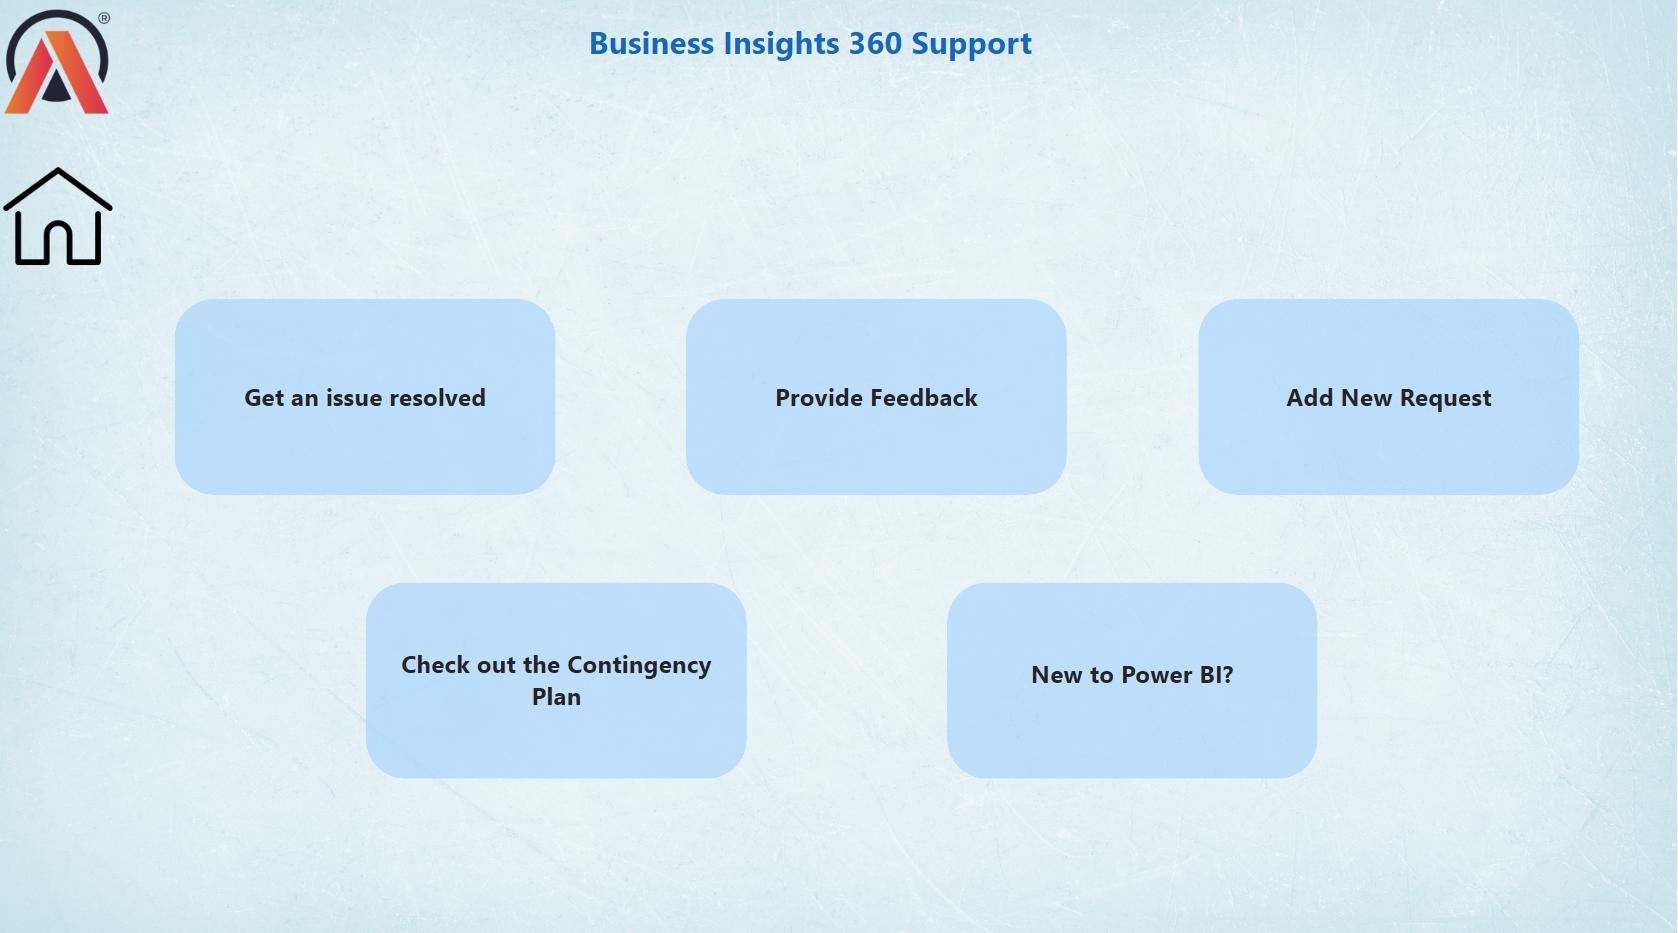 ®
Business Insights 360 Support
Get an issue resolved
Provide Feedback
Add New Request
Check out the Contingency
Plan
New to Power BI?